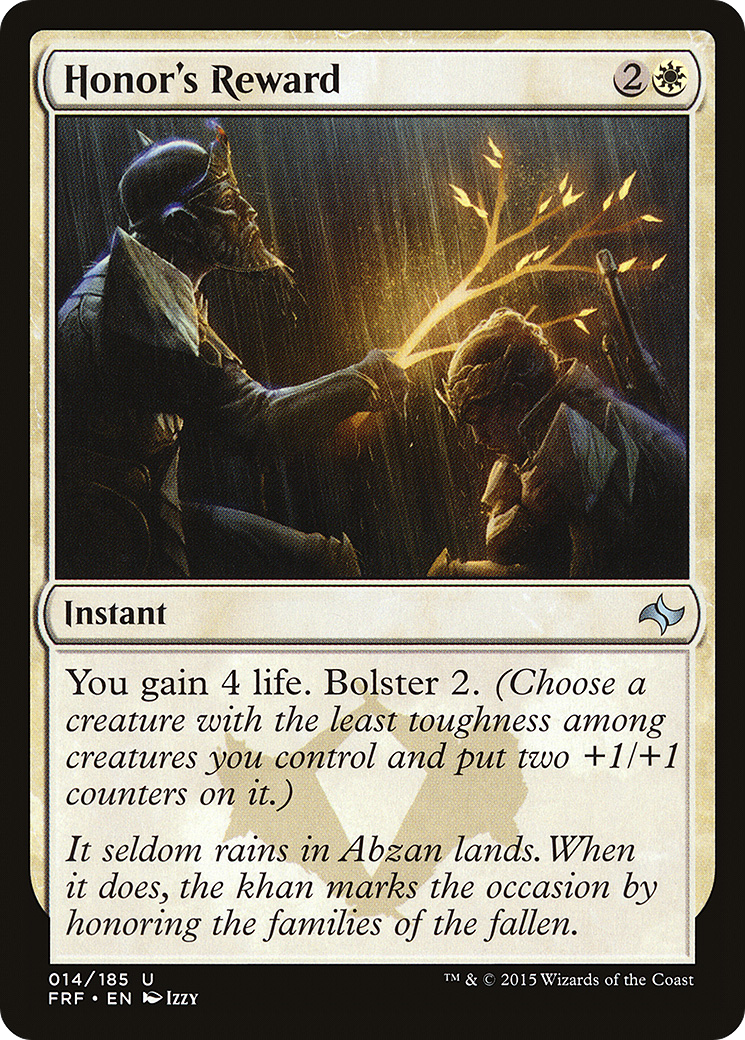 Honor's Reward 2
Instant
You gain 4 life. Bolster 2. (Choose a
creature with the least toughness among
creatures you control and put two +1/+1
counters on it.)
It seldom rains in Abzan lands. When
it does, the khan marks the occasion by
honoring the families of the fallen.
014/185 U
FRF • EN Izzy
™ & © 2015 Wizards of the Coast